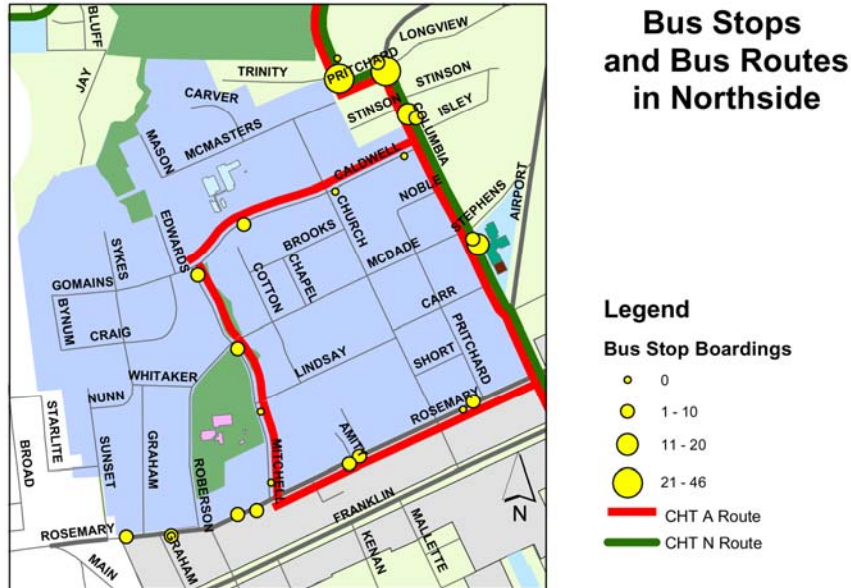 Bus Stops
and Bus Routes
in Northside
BLUFF
LONGVIEW
JAY
TRINITY
PRITCHARD
STINSON
CARVER
STINSON
ISLEY
MASON
MCMASTERS
COLUMBIA
CALDWELL
NOBLE
AIRPORT
EDWARDS
CHURCH
STEPHENS
SYKES
BROOKS
MCDADE
GOMAINS
COTTON
CHAPEL
BYNUM
CRAIG
CARR
LINDSAY
PRITCHARD
WHITAKER
SHORT
NUNN
ROSEMARY
STARLITE
BROAD
SUNSET
GRAHAM
ROBERSON
MITCHELL
AMITY
FRANKLIN
ROSEMARY
GRAHAM
MAIN
KENAN
MALLETTE
N
Legend
Bus Stop Boardings
0
1 - 10
11 - 20
21 - 46
CHT A Route
CHT N Route